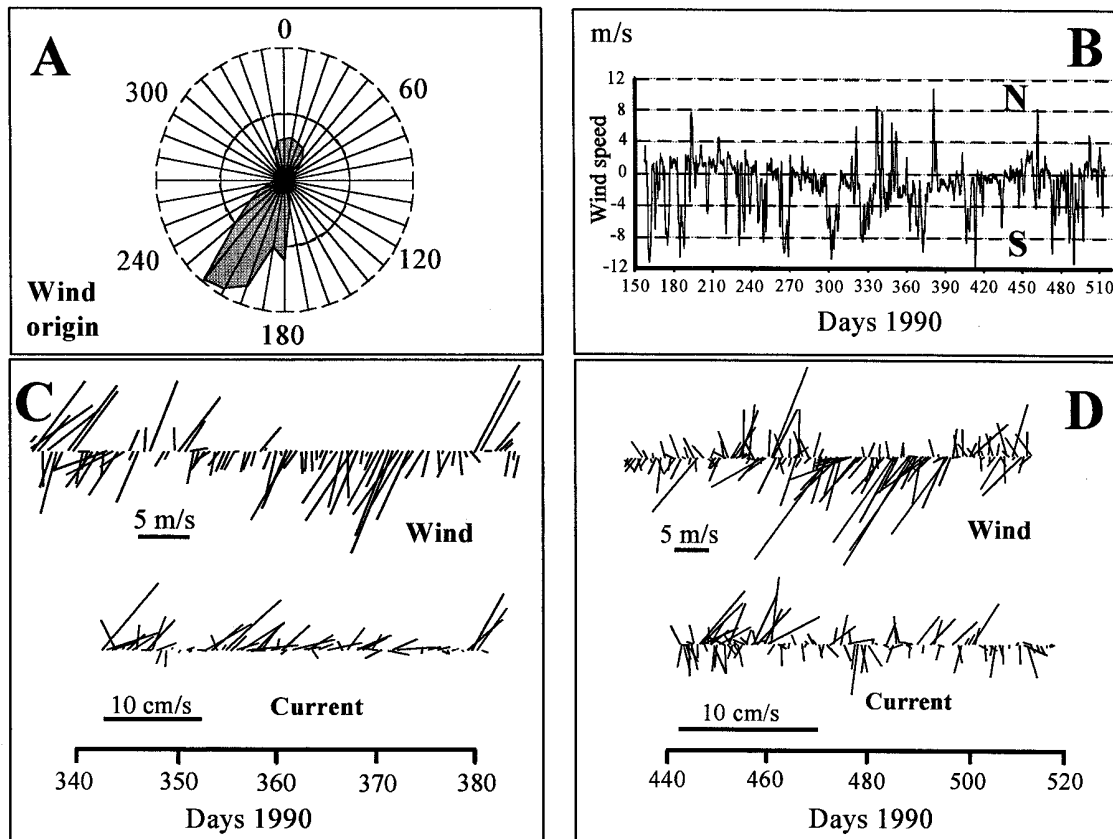 A
0
60
120
180
240
300
Wind
origin
B
m/s
Wind speed
12
8
4
0
-4
-8
-12
N
S
150 180 210 240 270 300 330 360 390 420 450 480 510
Days 1990
C
5 m/s
Wind
10 cm/s
Current
340 350 360 370 380
Days 1990
D
5 m/s
Wind
10 cm/s
Current
440 460 480 500 520
Days 1990